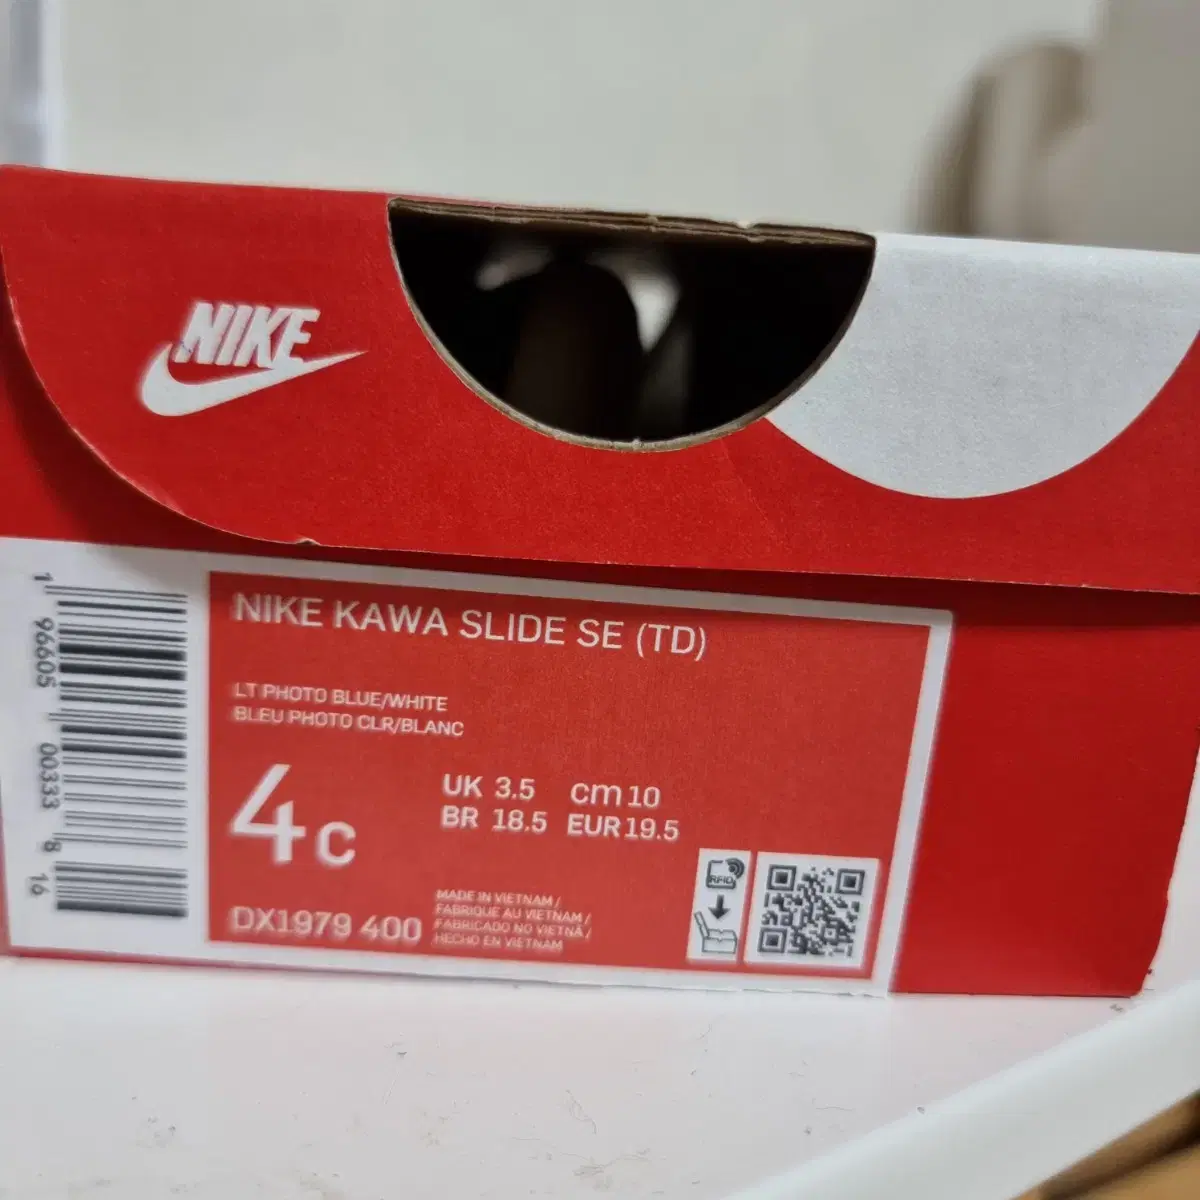 NIKE
NIKE KAWA SLIDE SE (TD)
LT PHOTO BLUE/WHITE
BLEU PHOTO CLR/BLANC
4c
UK 3.5 cm 10
BR 18.5 EUR 19.5
DX1979 400
MADE IN VIETNAM /
FABRIQUE AU VIETNAM /
FABRICADO NO VIETNÃ /
HECHO EN VIETNAM
RFID
1 96605 00333 8 16